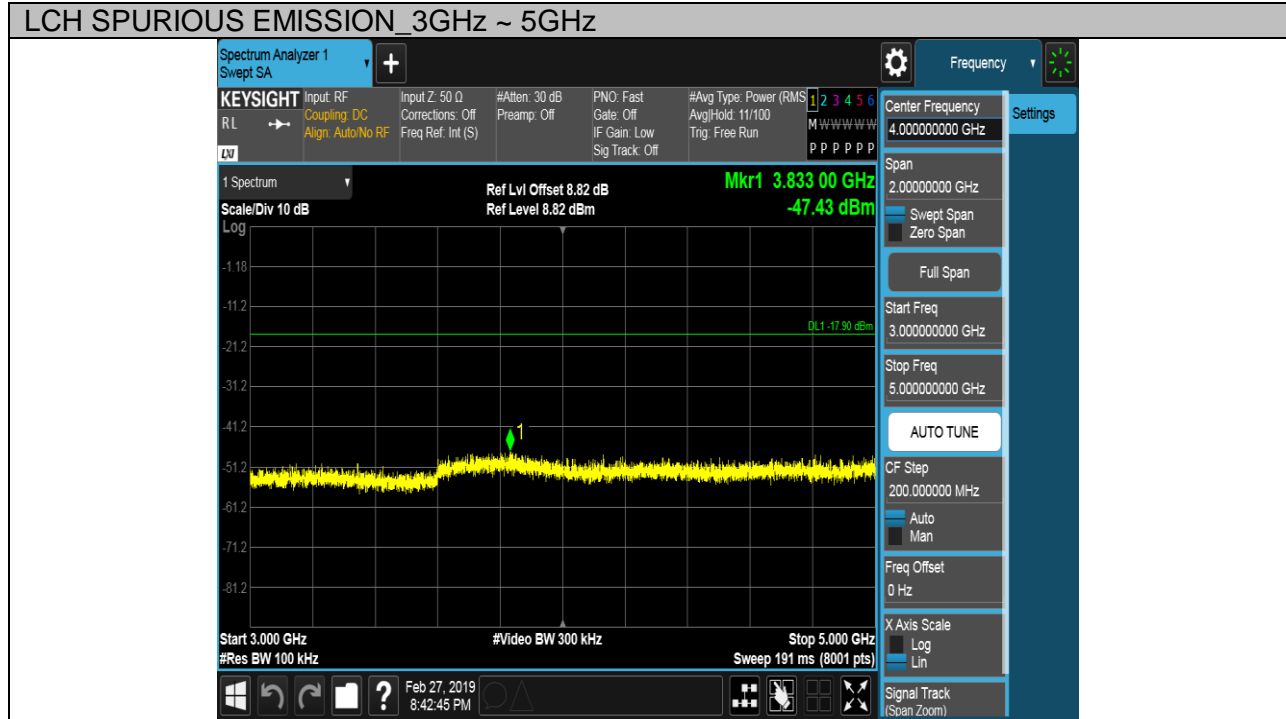 LCH SPURIOUS EMISSION_3GHz ~ 5GHz
Spectrum Analyzer 1
Swept SA
Frequency
KEYSIGHT
RL
LXI
Input: RF
Coupling: DC
Align: Auto/No RF
Input Z: 50 Ω
Corrections: Off
Freq Ref: Int (S)
#Atten: 30 dB
Preamp: Off
PNO: Fast
Gate: Off
IF Gain: Low
Sig Track: Off
#Avg Type: Power (RMS
Avg|Hold: 11/100
Trig: Free Run
1 2 3 4 5 6
M W W W W W
P P P P P P
1 Spectrum
Scale/Div 10 dB
Log
Ref Lvl Offset 8.82 dB
Ref Level 8.82 dBm
Mkr1 3.833 00 GHz
-47.43 dBm
-1.18
-11.2
DL1 -17.90 dBm
-21.2
-31.2
-41.2
1
-51.2
-61.2
-71.2
-81.2
Start 3.000 GHz
#Res BW 100 kHz
#Video BW 300 kHz
Stop 5.000 GHz
Sweep 191 ms (8001 pts)
Feb 27, 2019
8:42:45 PM
Settings
Center Frequency
4.000000000 GHz
Span
2.00000000 GHz
Swept Span
Zero Span
Full Span
Start Freq
3.000000000 GHz
Stop Freq
5.000000000 GHz
AUTO TUNE
CF Step
200.000000 MHz
Auto
Man
Freq Offset
0 Hz
X Axis Scale
Log
Lin
Signal Track
(Span Zoom)